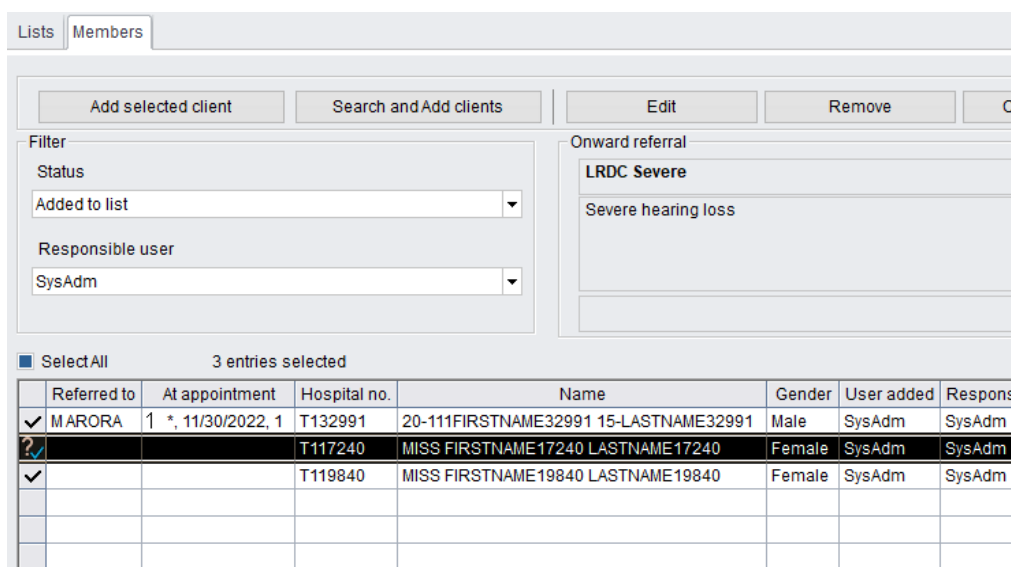 Lists Members
Add selected client Search and Add clients Edit Remove
Filter Onward referral
Status LRDC Severe
Added to list Severe hearing loss
Responsible user
SysAdm
Select All 3 entries selected
Referred to At appointment Hospital no. Name Gender User added Respons
M ARORA 1 *, 11/30/2022, 1 T132991 20-111FIRSTNAME32991 15-LASTNAME32991 Male SysAdm SysAdm
? T117240 MISS FIRSTNAME17240 LASTNAME17240 Female SysAdm SysAdm
T119840 MISS FIRSTNAME19840 LASTNAME19840 Female SysAdm SysAdm